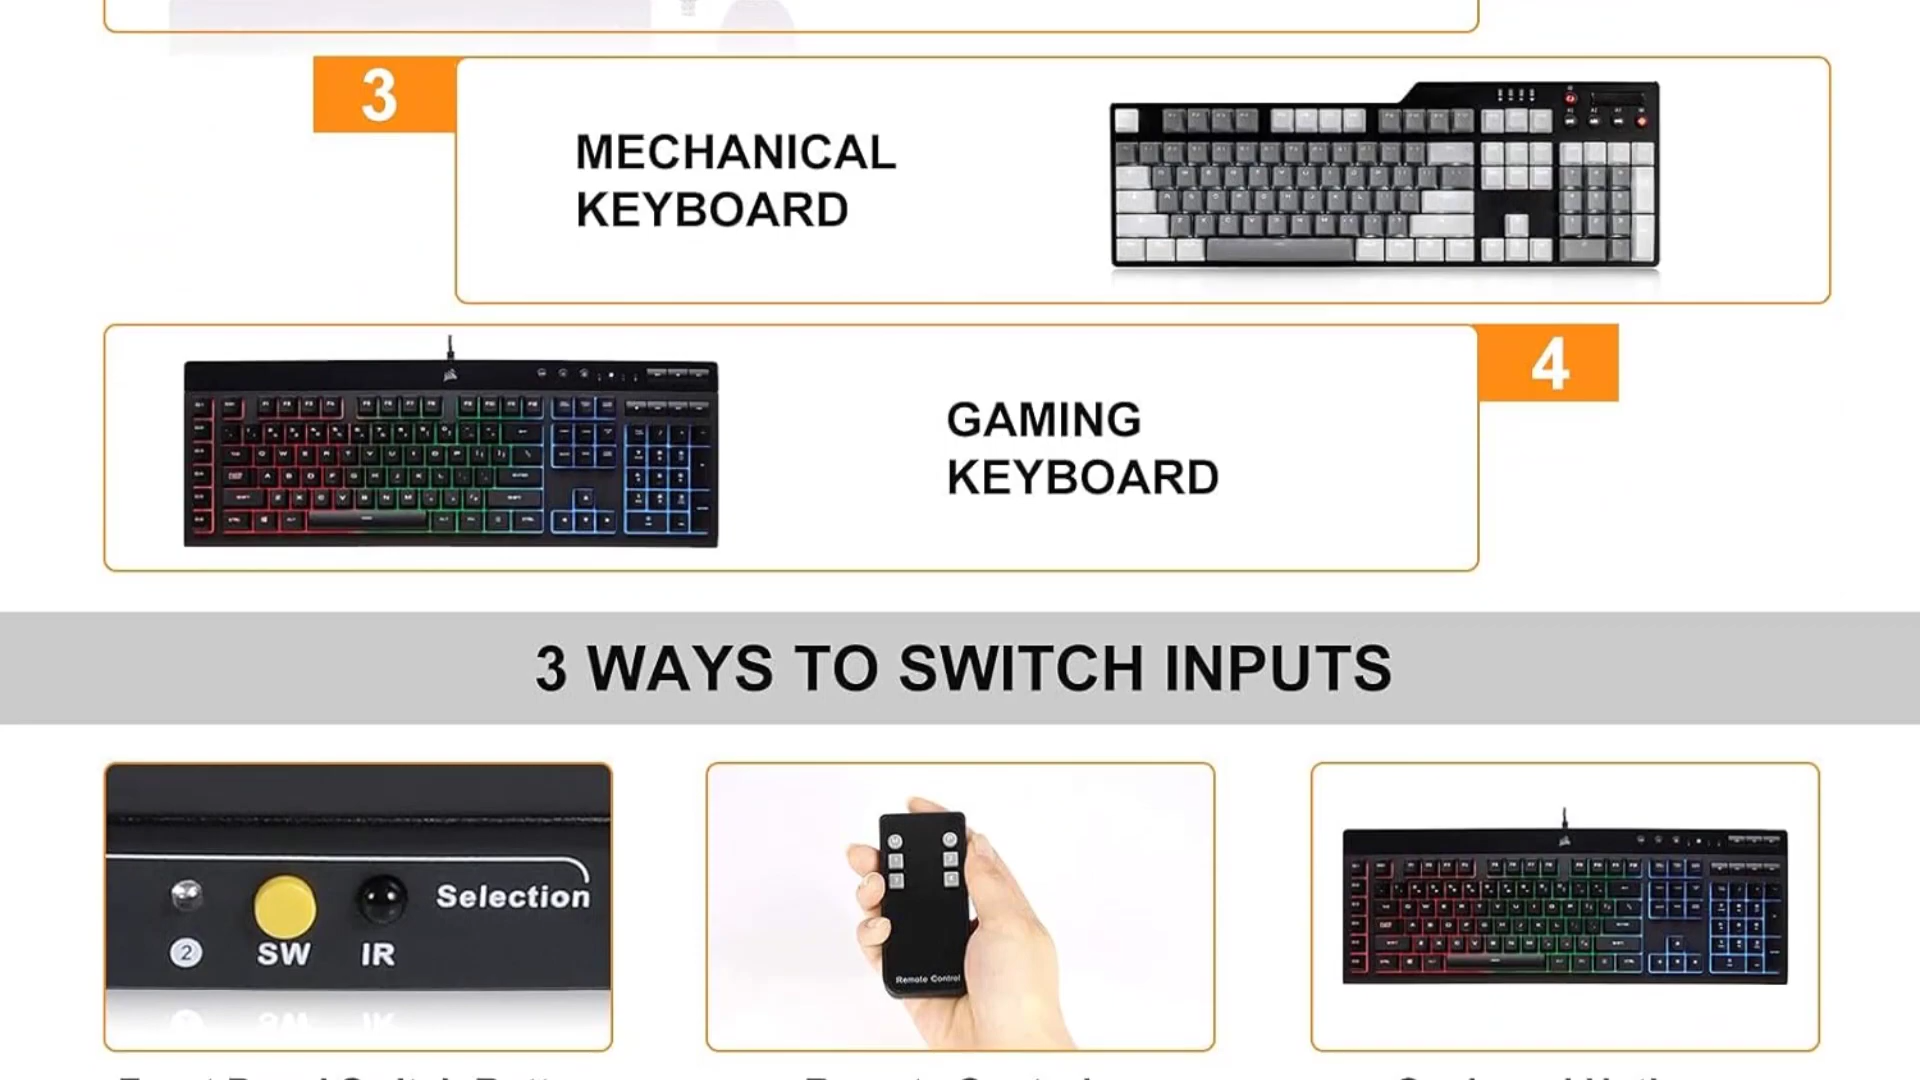 3
MECHANICAL
KEYBOARD
GAMING
KEYBOARD
4
3 WAYS TO SWITCH INPUTS
Selection
2
SW
IR
Remote Control